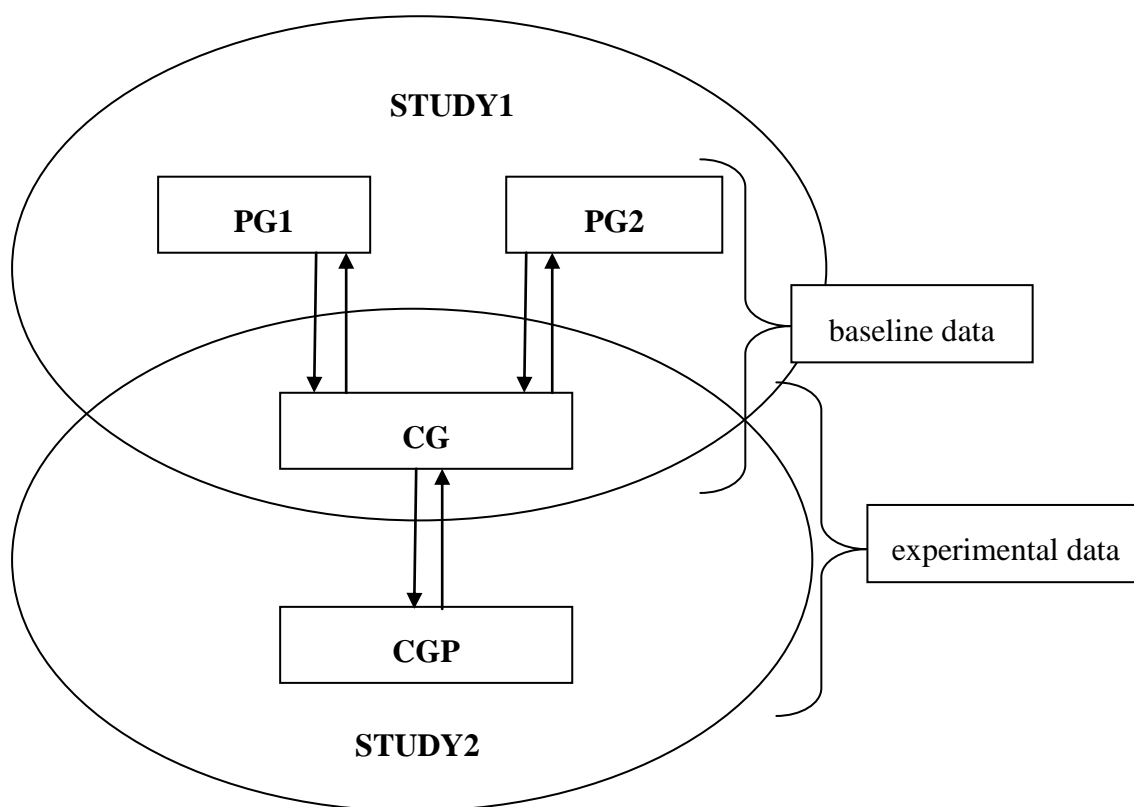 STUDY1
PG1
PG2
baseline data
CG
experimental data
CGP
STUDY2